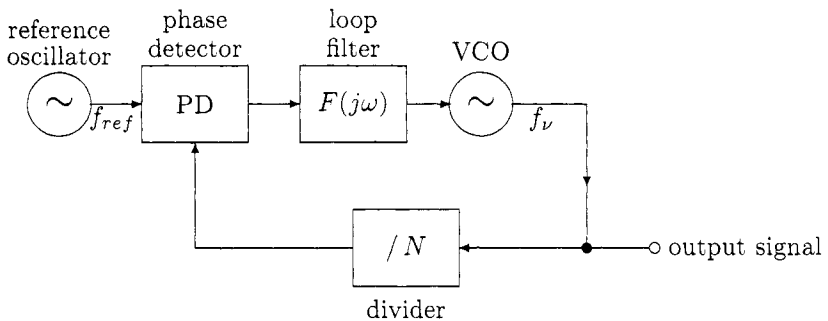 reference
oscillator
phase
detector
loop
filter
VCO
~
f_ref
PD
F(jω)
~
f_ν
/N
divider
output signal